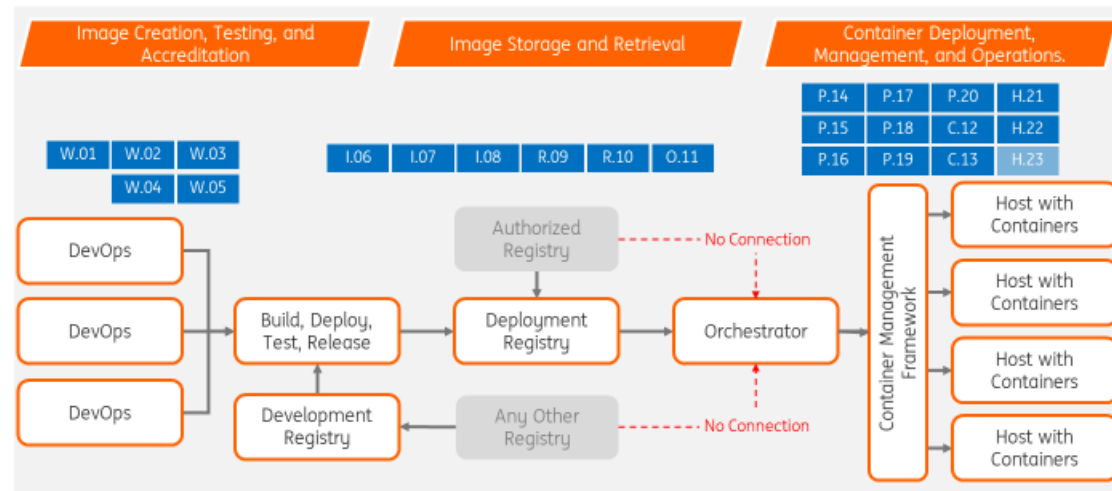 Image Creation, Testing, and
Accreditation
Image Storage and Retrieval
Container Deployment,
Management, and Operations.
P.14 P.17 P.20 H.21
P.15 P.18 C.12 H.22
P.16 P.19 C.13 H.23
W.01 W.02 W.03
W.04 W.05
I.06 I.07 I.08 R.09 R.10 O.11
DevOps
DevOps
DevOps
Build, Deploy,
Test, Release
Development
Registry
Authorized
Registry
Deployment
Registry
Any Other
Registry
No Connection
Orchestrator
No Connection
Container Management
Framework
Host with
Containers
Host with
Containers
Host with
Containers
Host with
Containers